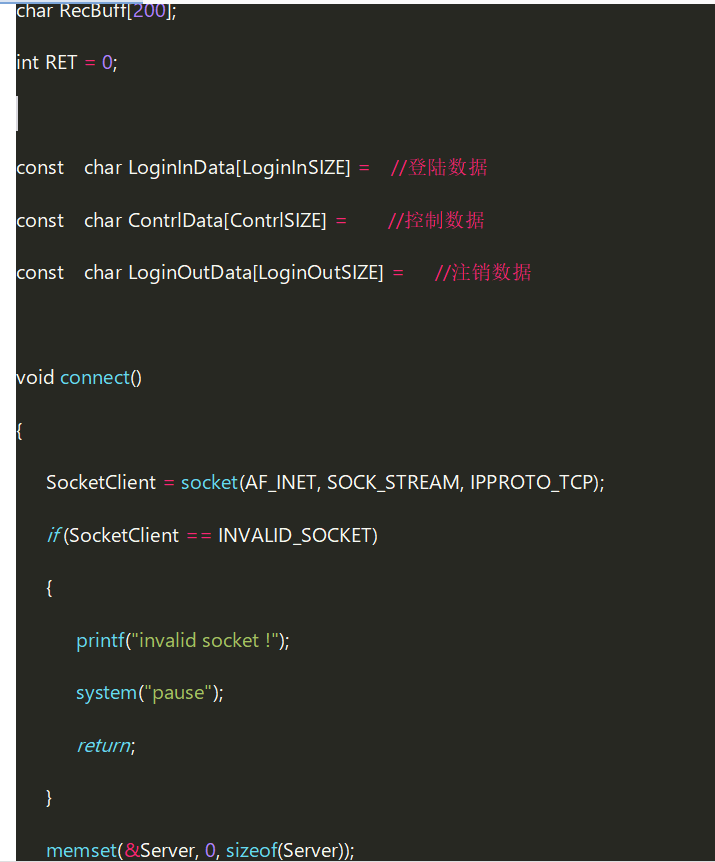 char RecBuff[200];
int RET = 0;
const char LoginInData[LoginInSIZE] = //登陆数据
const char ContrlData[ContrlSIZE] = //控制数据
const char LoginOutData[LoginOutSIZE] = //注销数据
void connect()
{
SocketClient = socket(AF_INET, SOCK_STREAM, IPPROTO_TCP);
if(SocketClient == INVALID_SOCKET)
{
printf("invalid socket !");
system("pause");
return;
}
memset(&Server, 0, sizeof(Server));